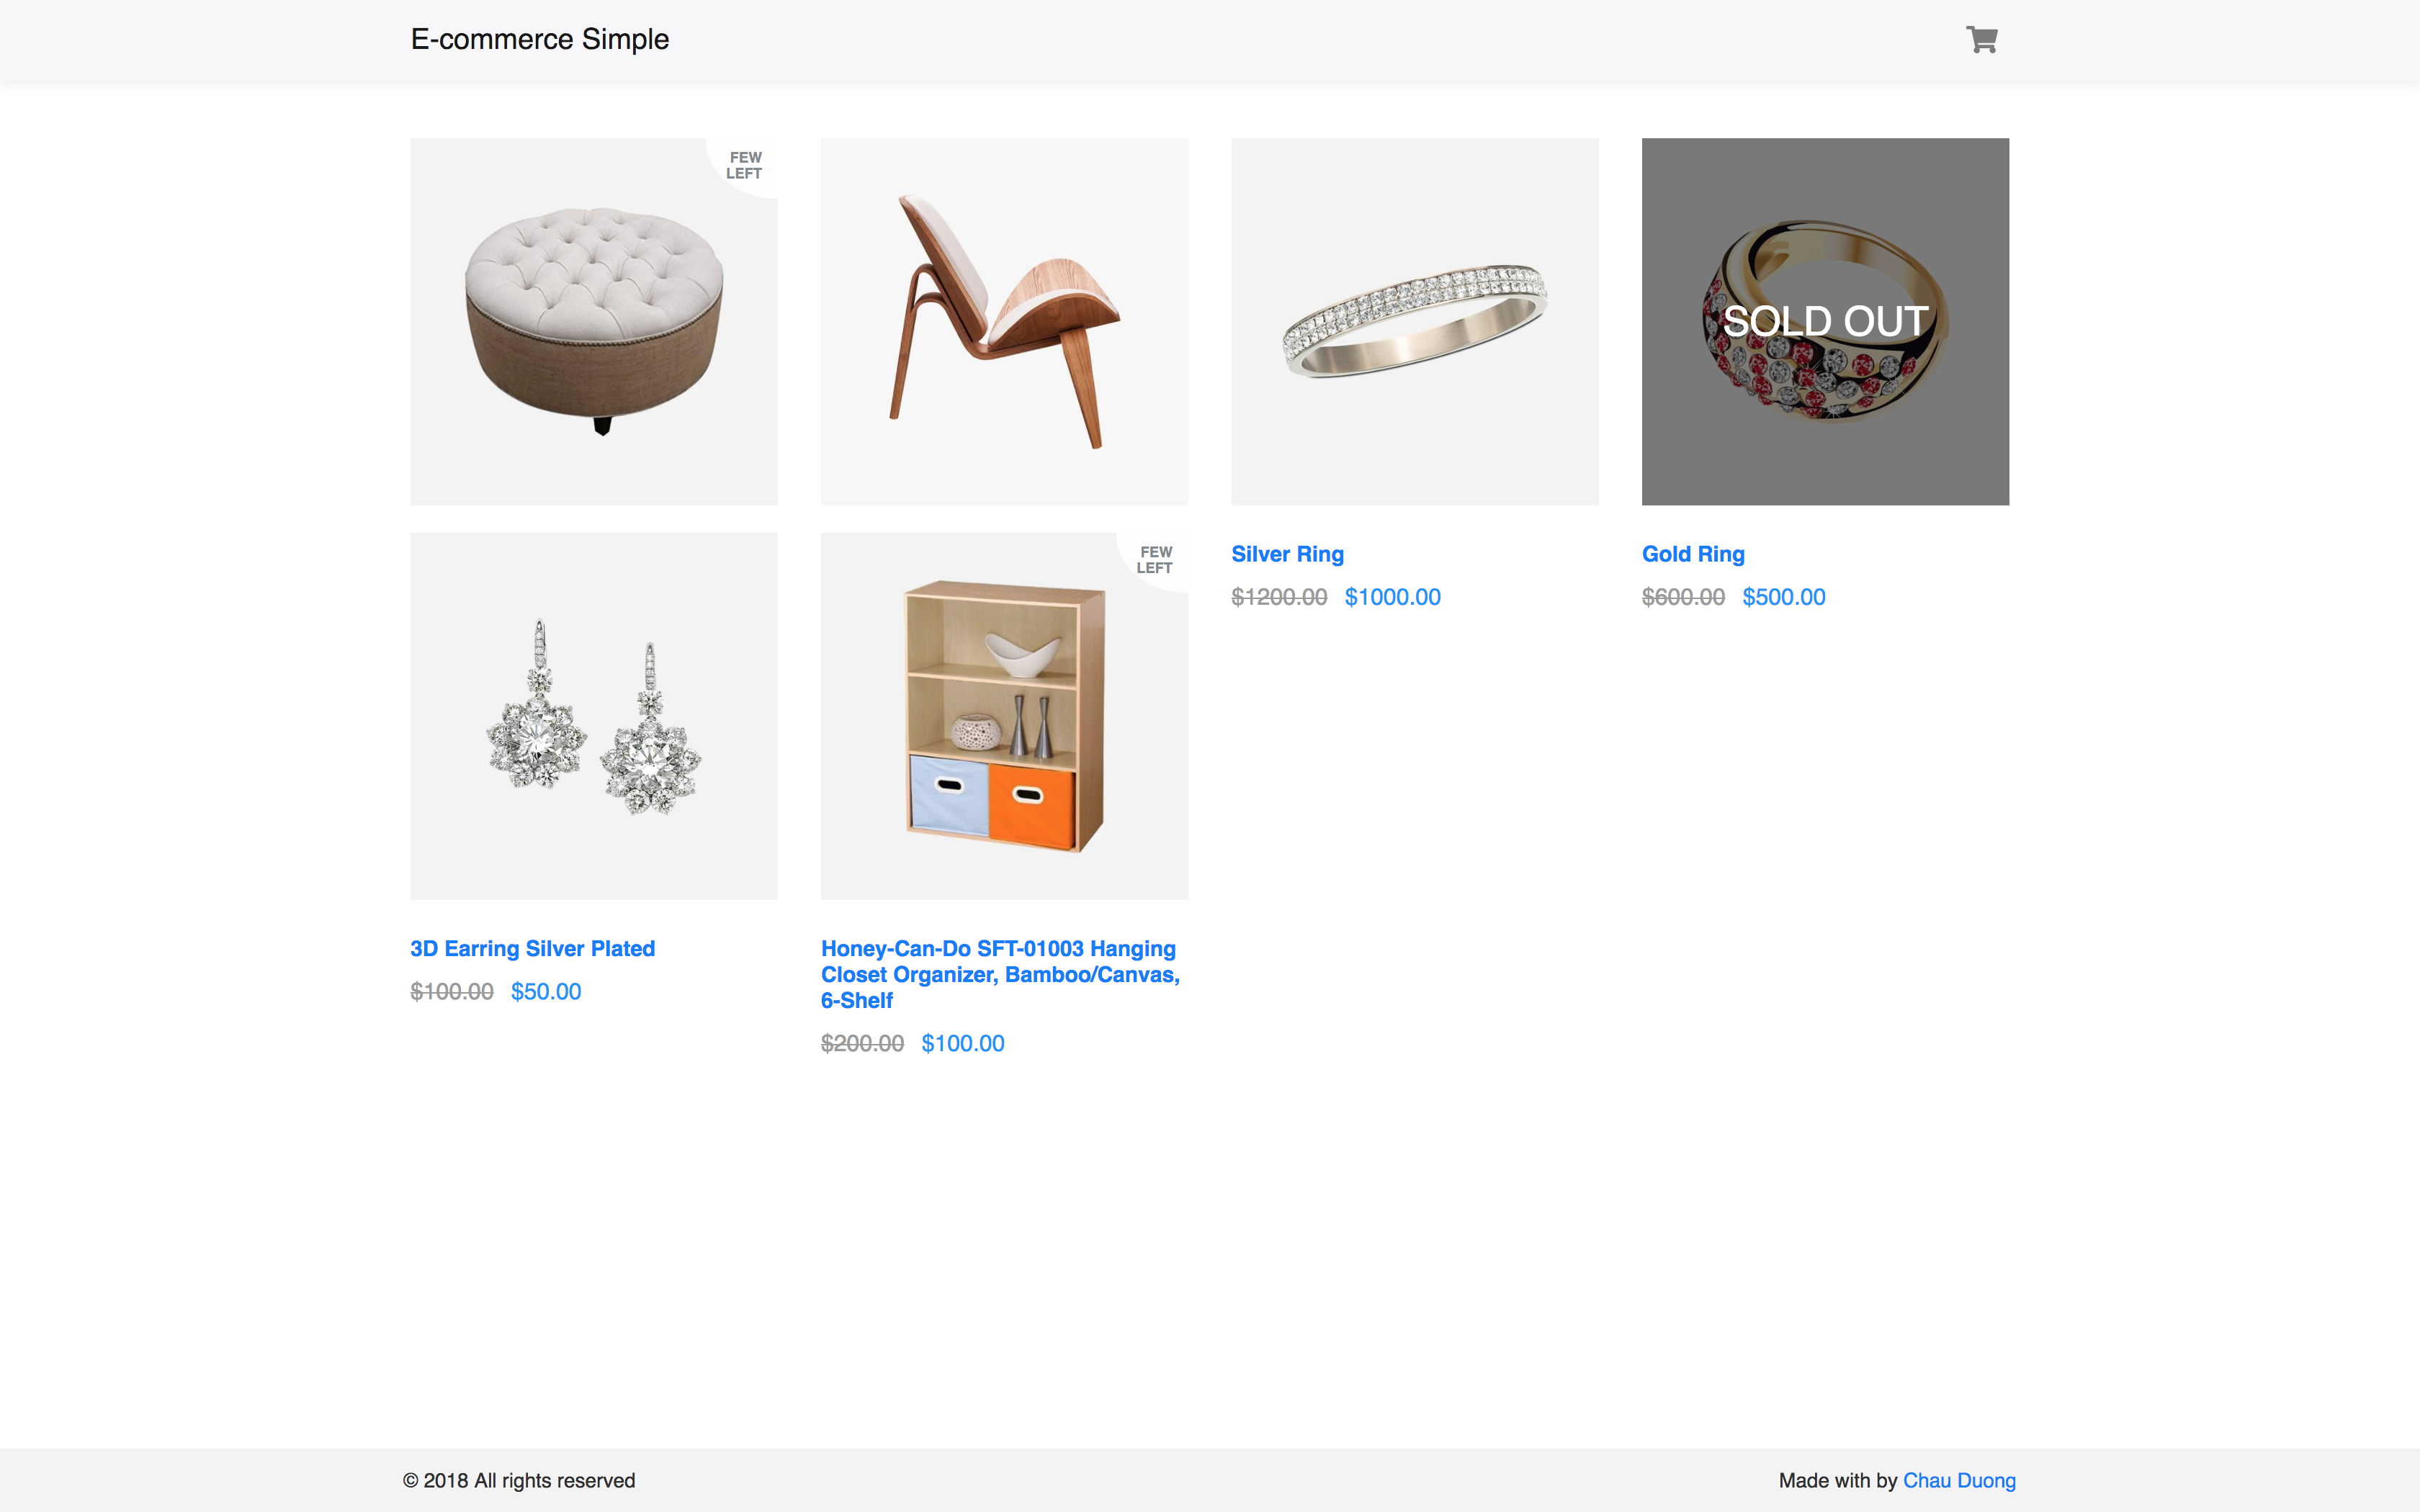 E-commerce Simple
FEW
LEFT
SOLD OUT
FEW
LEFT
Silver Ring
$1200.00 $1000.00
Gold Ring
$600.00 $500.00
3D Earring Silver Plated
$100.00 $50.00
Honey-Can-Do SFT-01003 Hanging
Closet Organizer, Bamboo/Canvas,
6-Shelf
$200.00 $100.00
© 2018 All rights reserved
Made with by Chau Duong